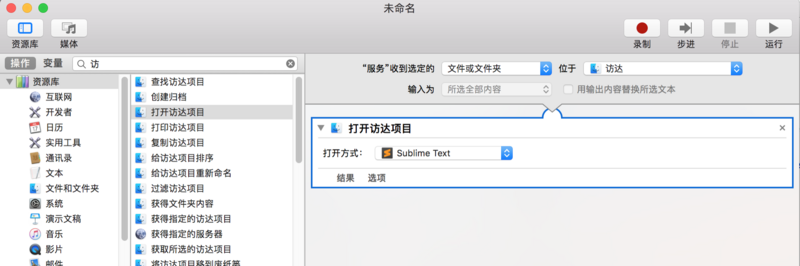 未命名
资源库
媒体
录制
步进
停止
运行
操作
变量
访
"服务"收到选定的
文件或文件夹
位于
访达
输入为
所选全部内容
用输出内容替换所选文本
资源库
互联网
开发者
日历
实用工具
通讯录
文本
文件和文件夹
系统
演示文稿
音乐
影片
邮件
查找访达项目
创建归档
打开访达项目
打印访达项目
复制访达项目
给访达项目排序
给访达项目重新命名
过滤访达项目
获得文件夹内容
获得指定的访达项目
获得指定的服务器
获取所选的访达项目
将访达项目移到废纸篓
打开访达项目
打开方式：
Sublime Text
结果
选项